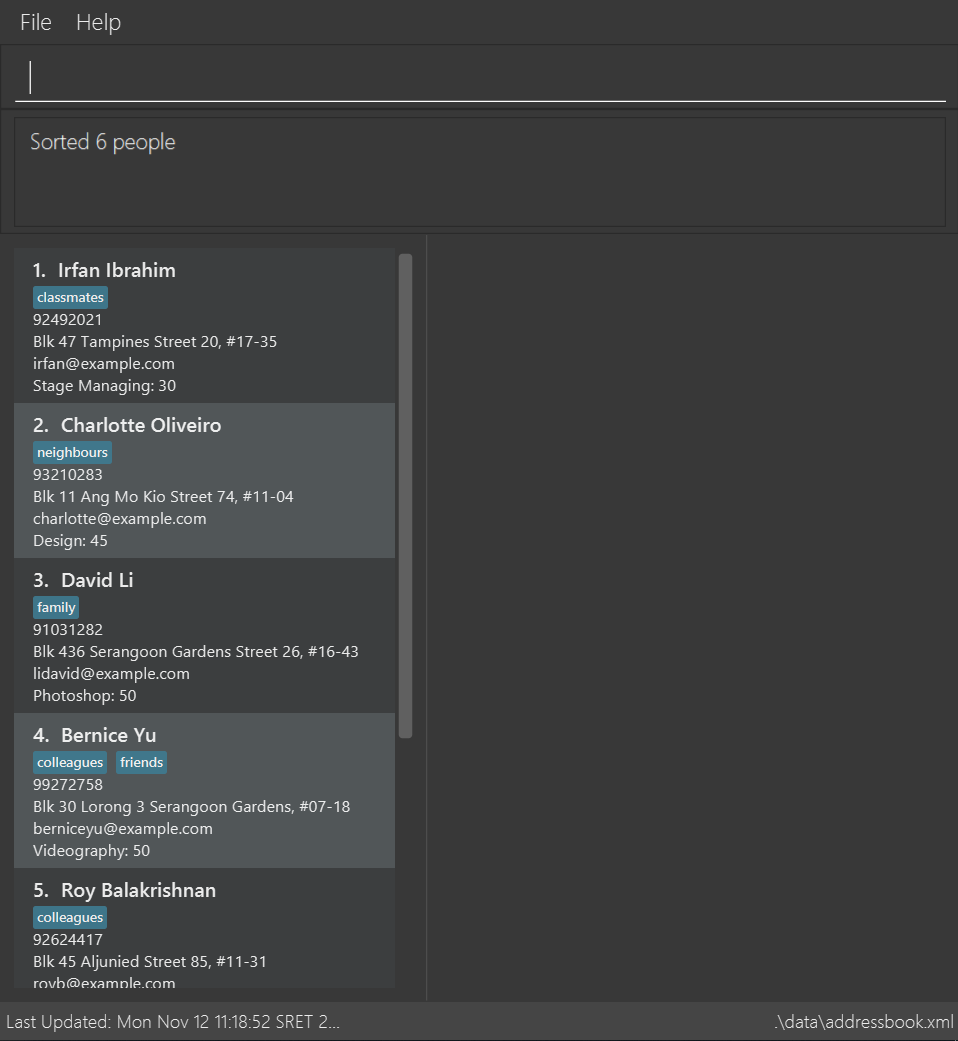 File Help
Sorted 6 people
1. Irfan Ibrahim
classmates
92492021
Blk 47 Tampines Street 20, #17-35
irfan@example.com
Stage Managing: 30
2. Charlotte Oliveiro
neighbours
93210283
Blk 11 Ang Mo Kio Street 74, #11-04
charlotte@example.com
Design: 45
3. David Li
family
91031282
Blk 436 Serangoon Gardens Street 26, #16-43
lidavid@example.com
Photoshop: 50
4. Bernice Yu
colleagues friends
99272758
Blk 30 Lorong 3 Serangoon Gardens, #07-18
berniceyu@example.com
Videography: 50
5. Roy Balakrishnan
colleagues
92624417
Blk 45 Aljunied Street 85, #11-31
royb@example.com
Last Updated: Mon Nov 12 11:18:52 SRET 2... .\data\addressbook.xml